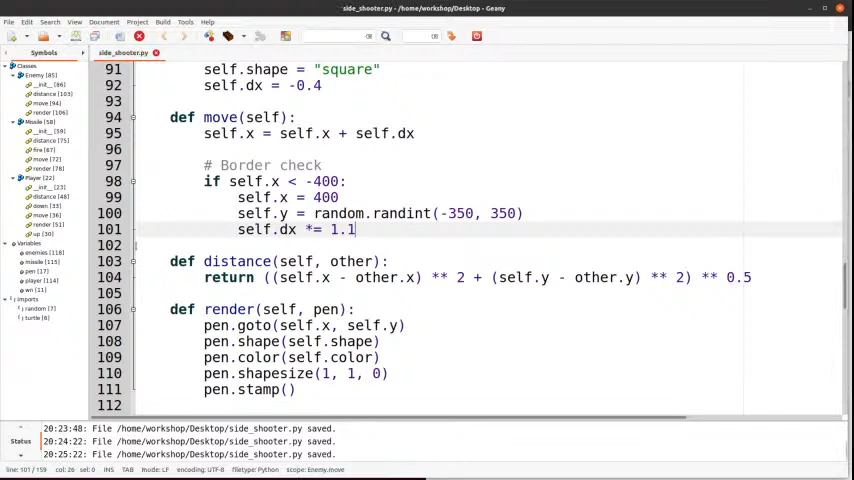 side_shooter.py - /home/workshop/Desktop - Geany
File Edit Search View Document Project Build Tools Help
Symbols
side_shooter.py
Classes
Enemy [85]
__init__ [86]
distance [103]
move [94]
render [106]
Missile [58]
__init__ [59]
distance [75]
fire [67]
move [72]
render [78]
Player [22]
__init__ [23]
distance [48]
down [33]
move [36]
render [51]
up [30]
Variables
enemies [118]
missile [115]
pen [17]
player [114]
wn [11]
Imports
random [7]
turtle [6]
91 self.shape = "square"
92 self.dx = -0.4
93
94 def move(self):
95 self.x = self.x + self.dx
96
97 # Border check
98 if self.x < -400:
99 self.x = 400
100 self.y = random.randint(-350, 350)
101 self.dx *= 1.1
102
103 def distance(self, other):
104 return ((self.x - other.x) ** 2 + (self.y - other.y) ** 2) ** 0.5
105
106 def render(self, pen):
107 pen.goto(self.x, self.y)
108 pen.shape(self.shape)
109 pen.color(self.color)
110 pen.shapesize(1, 1, 0)
111 pen.stamp()
112
Status
20:23:48: File /home/workshop/Desktop/side_shooter.py saved.
20:24:22: File /home/workshop/Desktop/side_shooter.py saved.
20:25:22: File /home/workshop/Desktop/side_shooter.py saved.
line: 101 / 159 col: 26 sel: 0 INS TAB mode: LF encoding: UTF-8 filetype: Python scope: Enemy.move